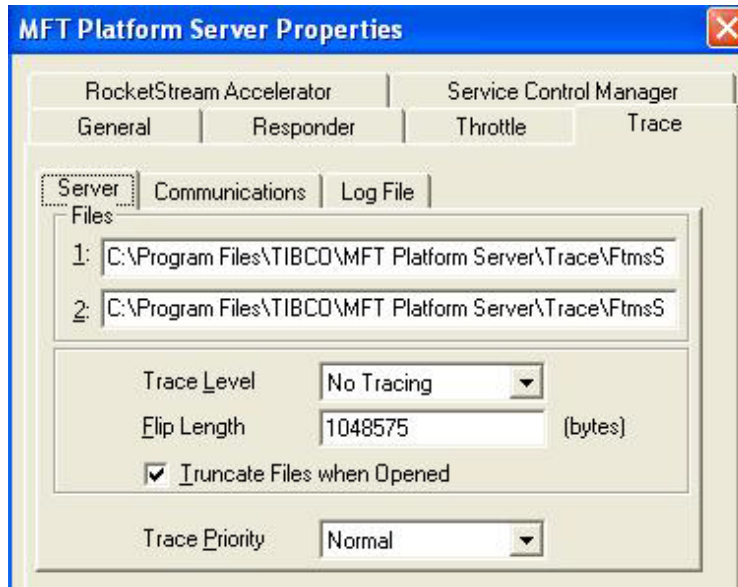 MFT Platform Server Properties
RocketStream Accelerator Service Control Manager
General Responder Throttle Trace
Server Communications Log File
Files
1: C:\Program Files\TIBCO\MFT Platform Server\Trace\FtmsS
2: C:\Program Files\TIBCO\MFT Platform Server\Trace\FtmsS
Trace Level No Tracing
Flip Length 1048575 (bytes)
Truncate Files when Opened
Trace Priority Normal